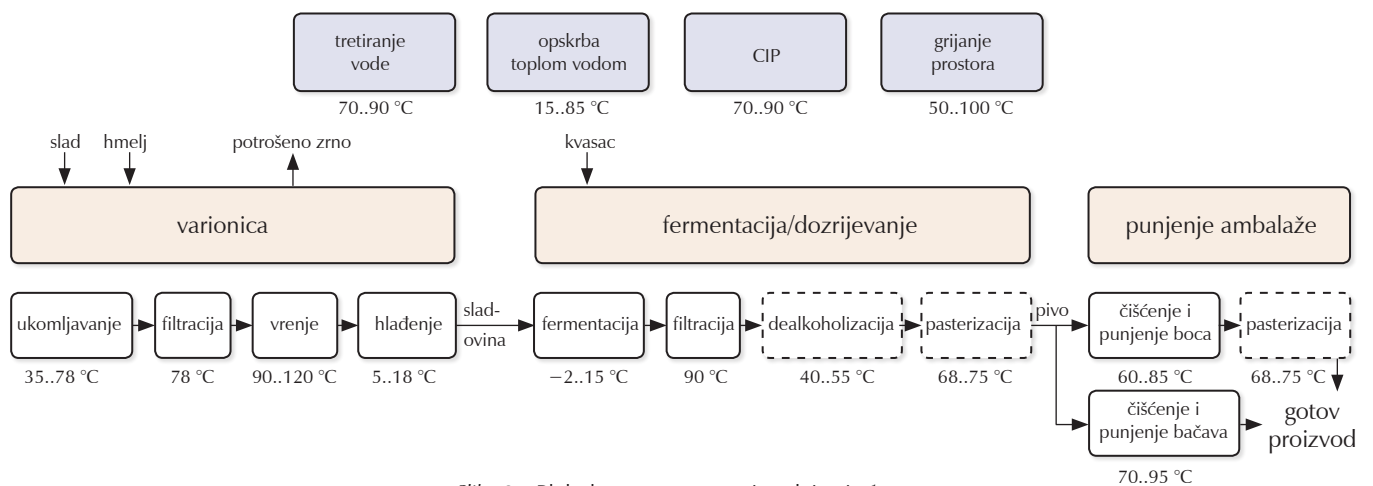 tretiranje
vode
opskrba
toplom vodom
CIP
grijanje
prostora
70..90 °C
15..85 °C
70..90 °C
50..100 °C
slad
hmelj
potrošeno zrno
kvasac
varionica
fermentacija/dozrijevanje
punjenje ambalaže
ukomljavanje
filtracija
vrenje
hlađenje
slad-
ovina
fermentacija
filtracija
dealkoholizacija
pasterizacija
pivo
čišćenje i
punjenje boca
pasterizacija
35..78 °C
78 °C
90..120 °C
5..18 °C
−2..15 °C
90 °C
40..55 °C
68..75 °C
60..85 °C
68..75 °C
čišćenje i
punjenje bačava
gotov
proizvod
70..95 °C